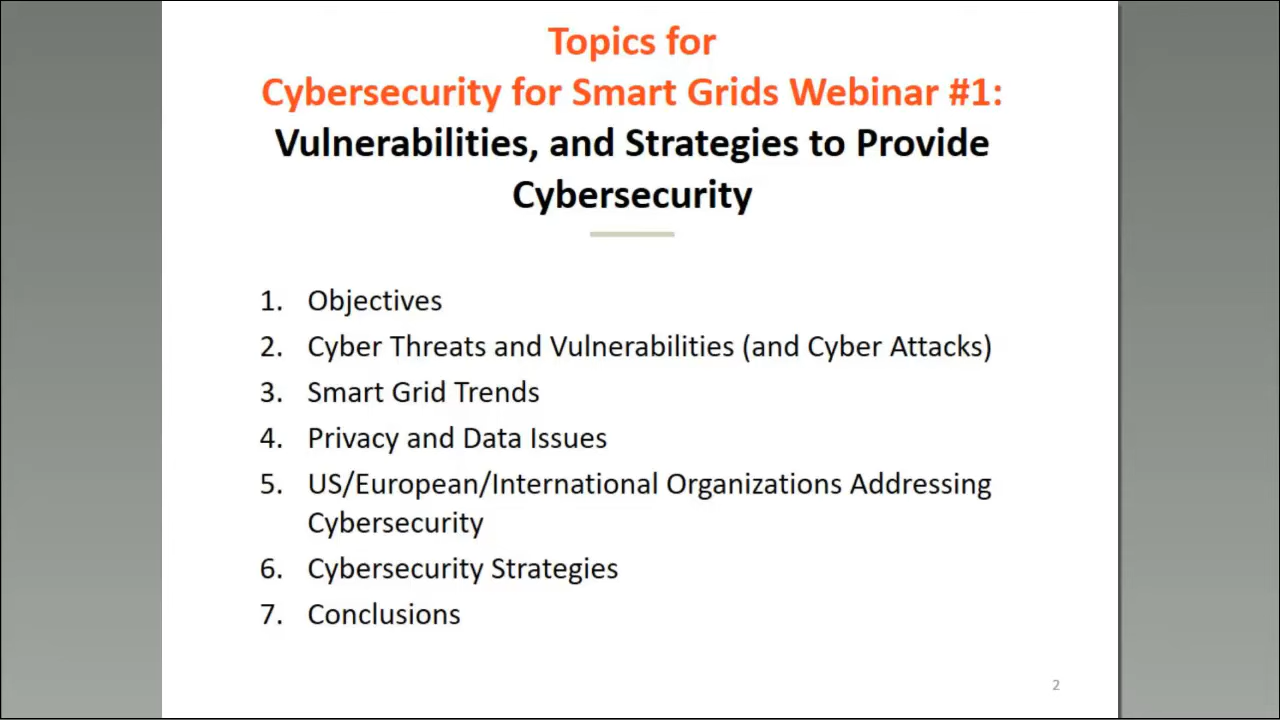 Topics for
Cybersecurity for Smart Grids Webinar #1:
Vulnerabilities, and Strategies to Provide
Cybersecurity
1. Objectives
2. Cyber Threats and Vulnerabilities (and Cyber Attacks)
3. Smart Grid Trends
4. Privacy and Data Issues
5. US/European/International Organizations Addressing
Cybersecurity
6. Cybersecurity Strategies
7. Conclusions
2